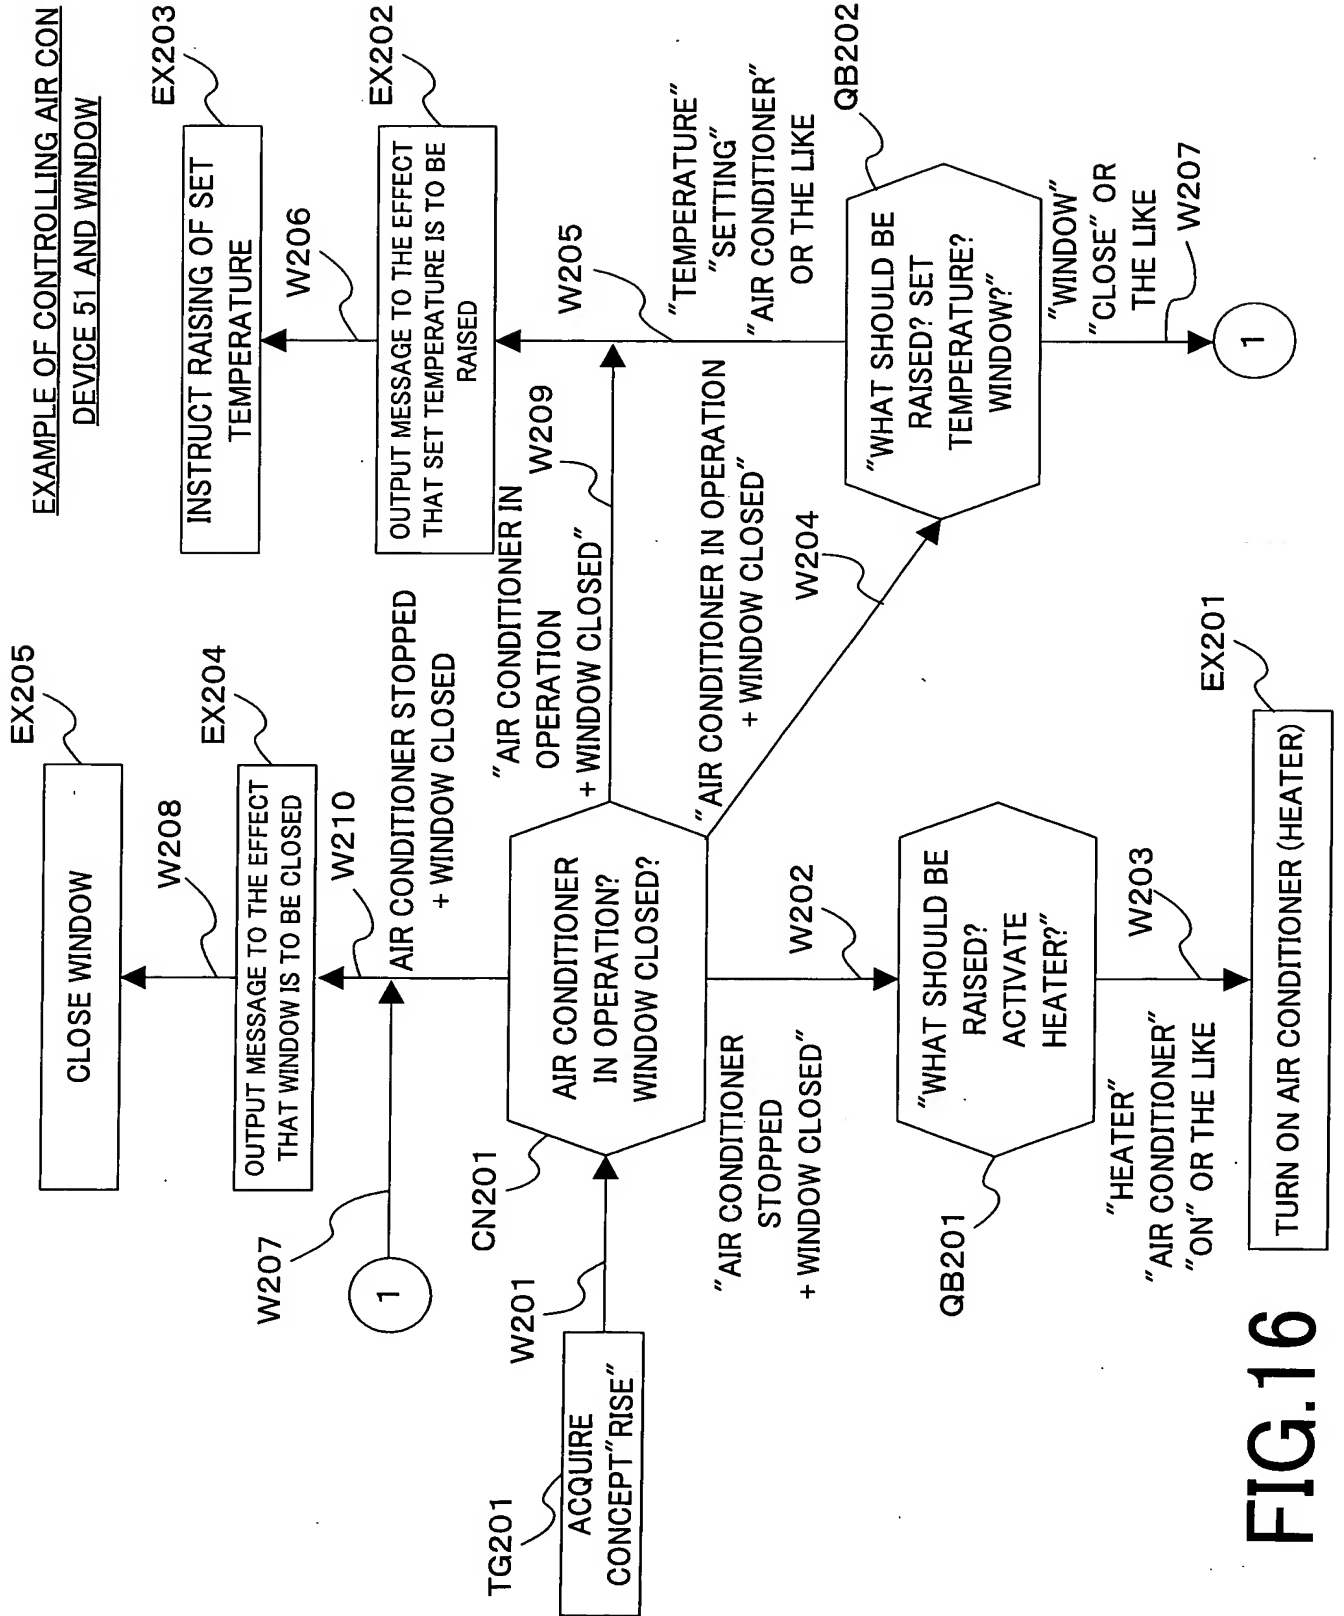 EXAMPLE OF CONTROLLING AIR CON
DEVICE 51 AND WINDOW
EX205
CLOSE WINDOW
W208
EX204
OUTPUT MESSAGE TO THE EFFECT
THAT WINDOW IS TO BE CLOSED
W210
AIR CONDITIONER STOPPED
+ WINDOW CLOSED
W207
1
EX203
INSTRUCT RAISING OF SET
TEMPERATURE
W206
EX202
OUTPUT MESSAGE TO THE EFFECT
THAT SET TEMPERATURE IS TO BE
RAISED
W205
"AIR CONDITIONER IN
OPERATION
+ WINDOW CLOSED"
W209
TG201
ACQUIRE
CONCEPT"RISE"
W201
CN201
AIR CONDITIONER
IN OPERATION?
WINDOW CLOSED?
"AIR CONDITIONER IN OPERATION
+ WINDOW CLOSED"
W204
"TEMPERATURE"
"SETTING"
"AIR CONDITIONER"
OR THE LIKE
QB202
"WHAT SHOULD BE
RAISED? SET
TEMPERATURE?
WINDOW?"
"WINDOW"
"CLOSE" OR
THE LIKE
W207
1
"AIR CONDITIONER
STOPPED
+ WINDOW CLOSED"
W202
QB201
"WHAT SHOULD BE
RAISED?
ACTIVATE
HEATER?"
"HEATER"
"AIR CONDITIONER"
"ON" OR THE LIKE
W203
EX201
TURN ON AIR CONDITIONER (HEATER)
FIG.16